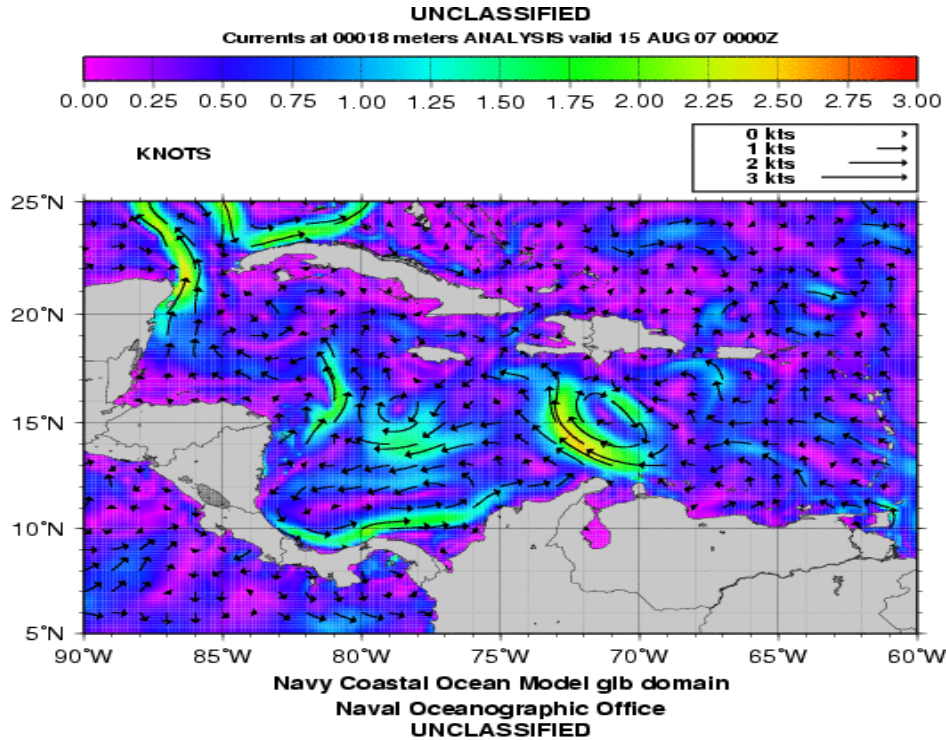 UNCLASSIFIED
Currents at 00018 meters ANALYSIS valid 15 AUG 07 0000Z
0.00 0.25 0.50 0.75 1.00 1.25 1.50 1.75 2.00 2.25 2.50 2.75 3.00
KNOTS
0 kts
1 kts
2 kts
3 kts
25°N
20°N
15°N
10°N
5°N
90°W 85°W 80°W 75°W 70°W 65°W 60°W
Navy Coastal Ocean Model glb domain
Naval Oceanographic Office
UNCLASSIFIED